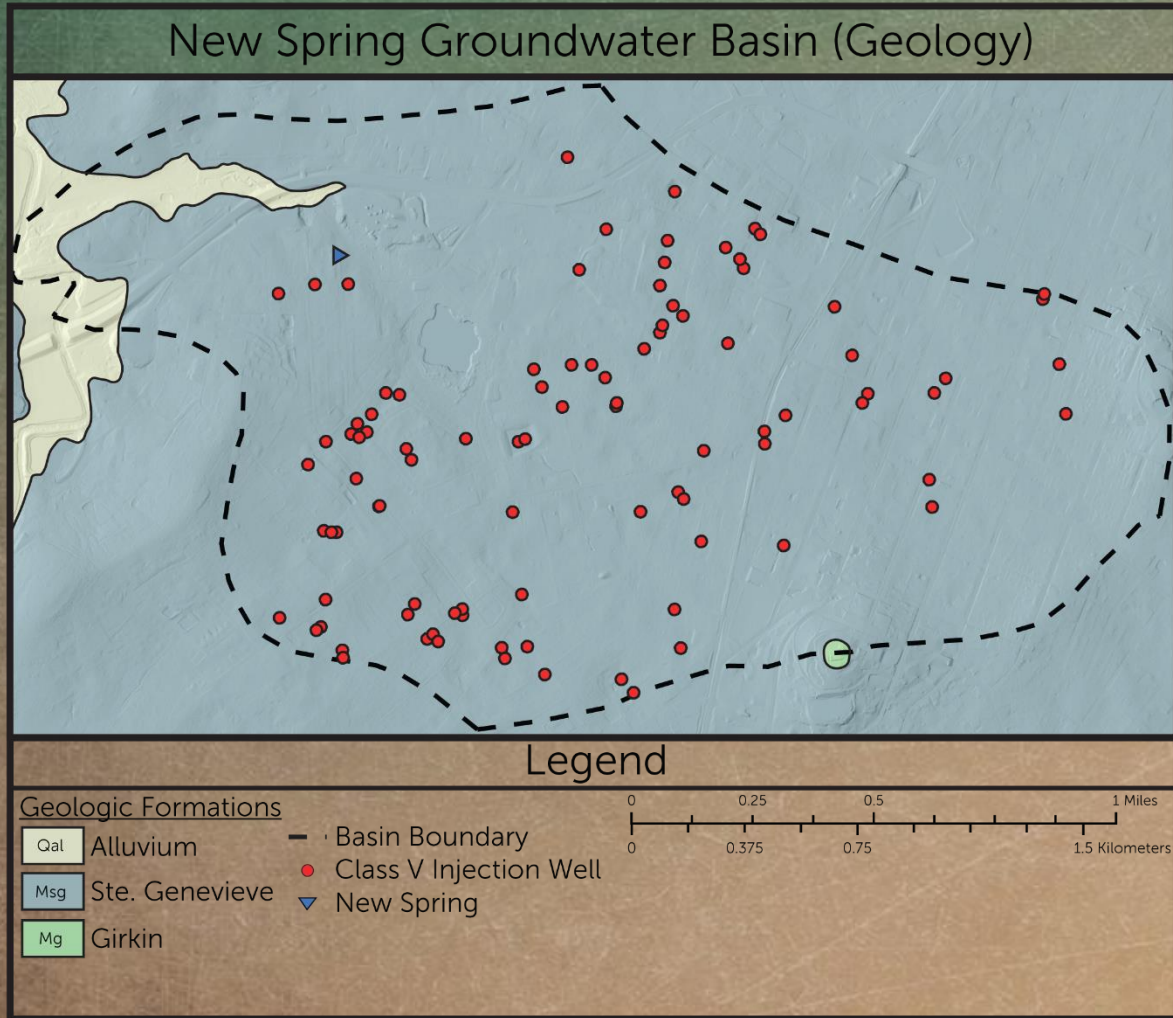 New Spring Groundwater Basin (Geology)
Legend
Geologic Formations
Qal Alluvium
Msg Ste. Genevieve
Mg Girkin
Basin Boundary
Class V Injection Well
New Spring
0 0.25 0.5 1 Miles
0 0.375 0.75 1.5 Kilometers